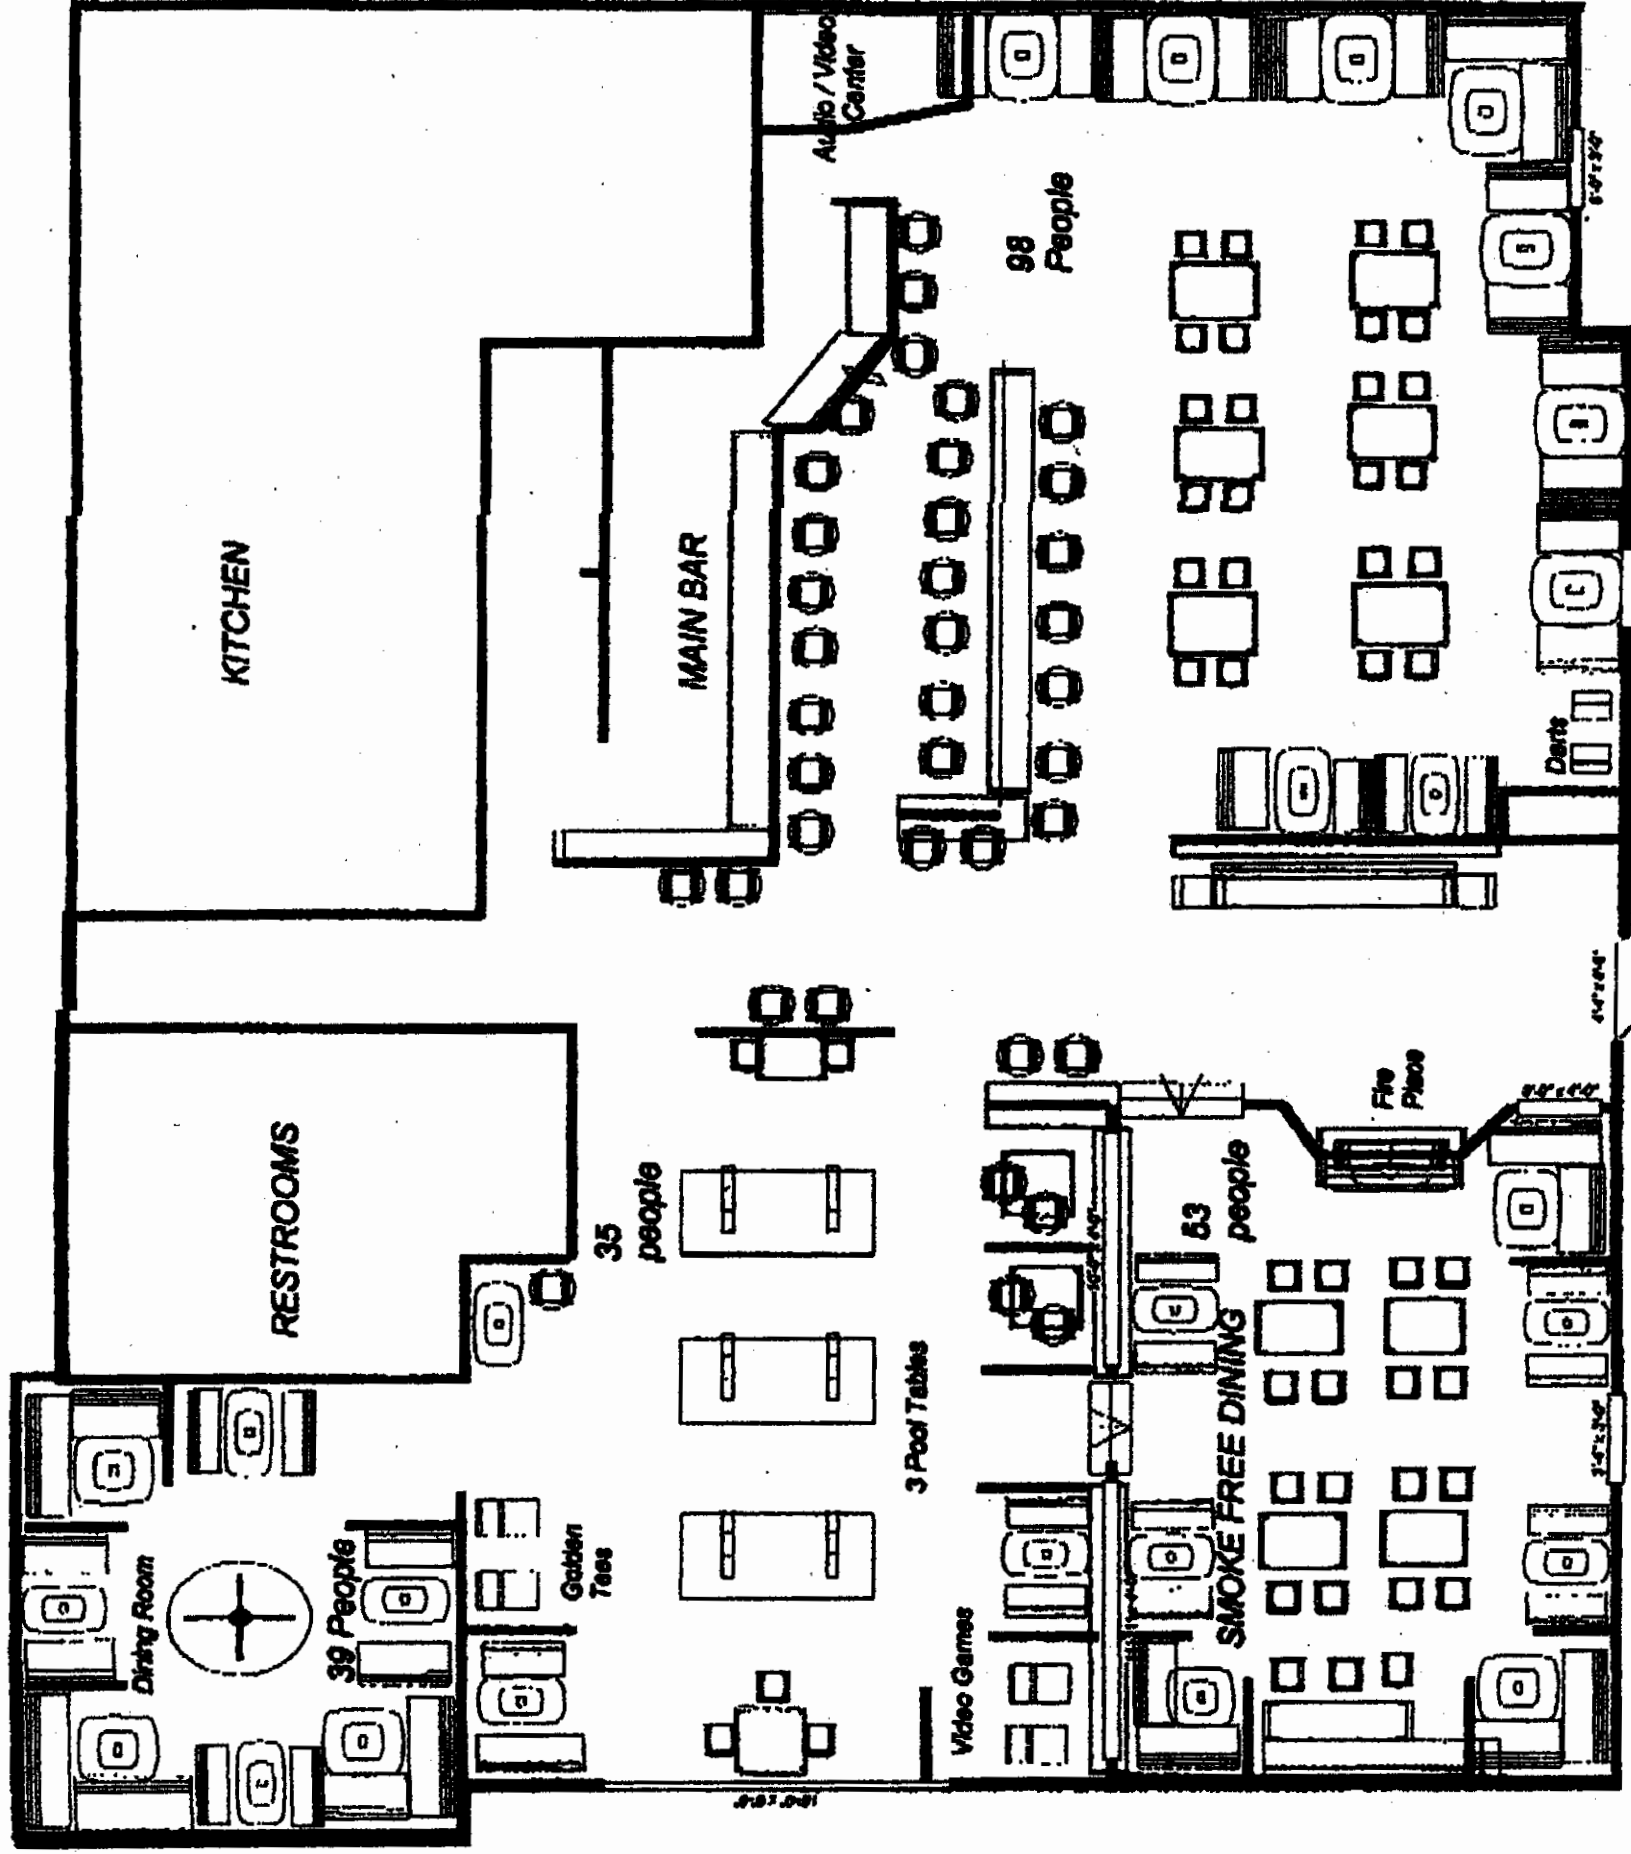 KITCHEN
MAIN BAR
Audio / Video
Center
98
People
Darts
RESTROOMS
35
people
3 Pool Tables
Fire
Place
53
people
SMOKE FREE DINING
Dining Room
39 People
Golden
Tees
Video Games